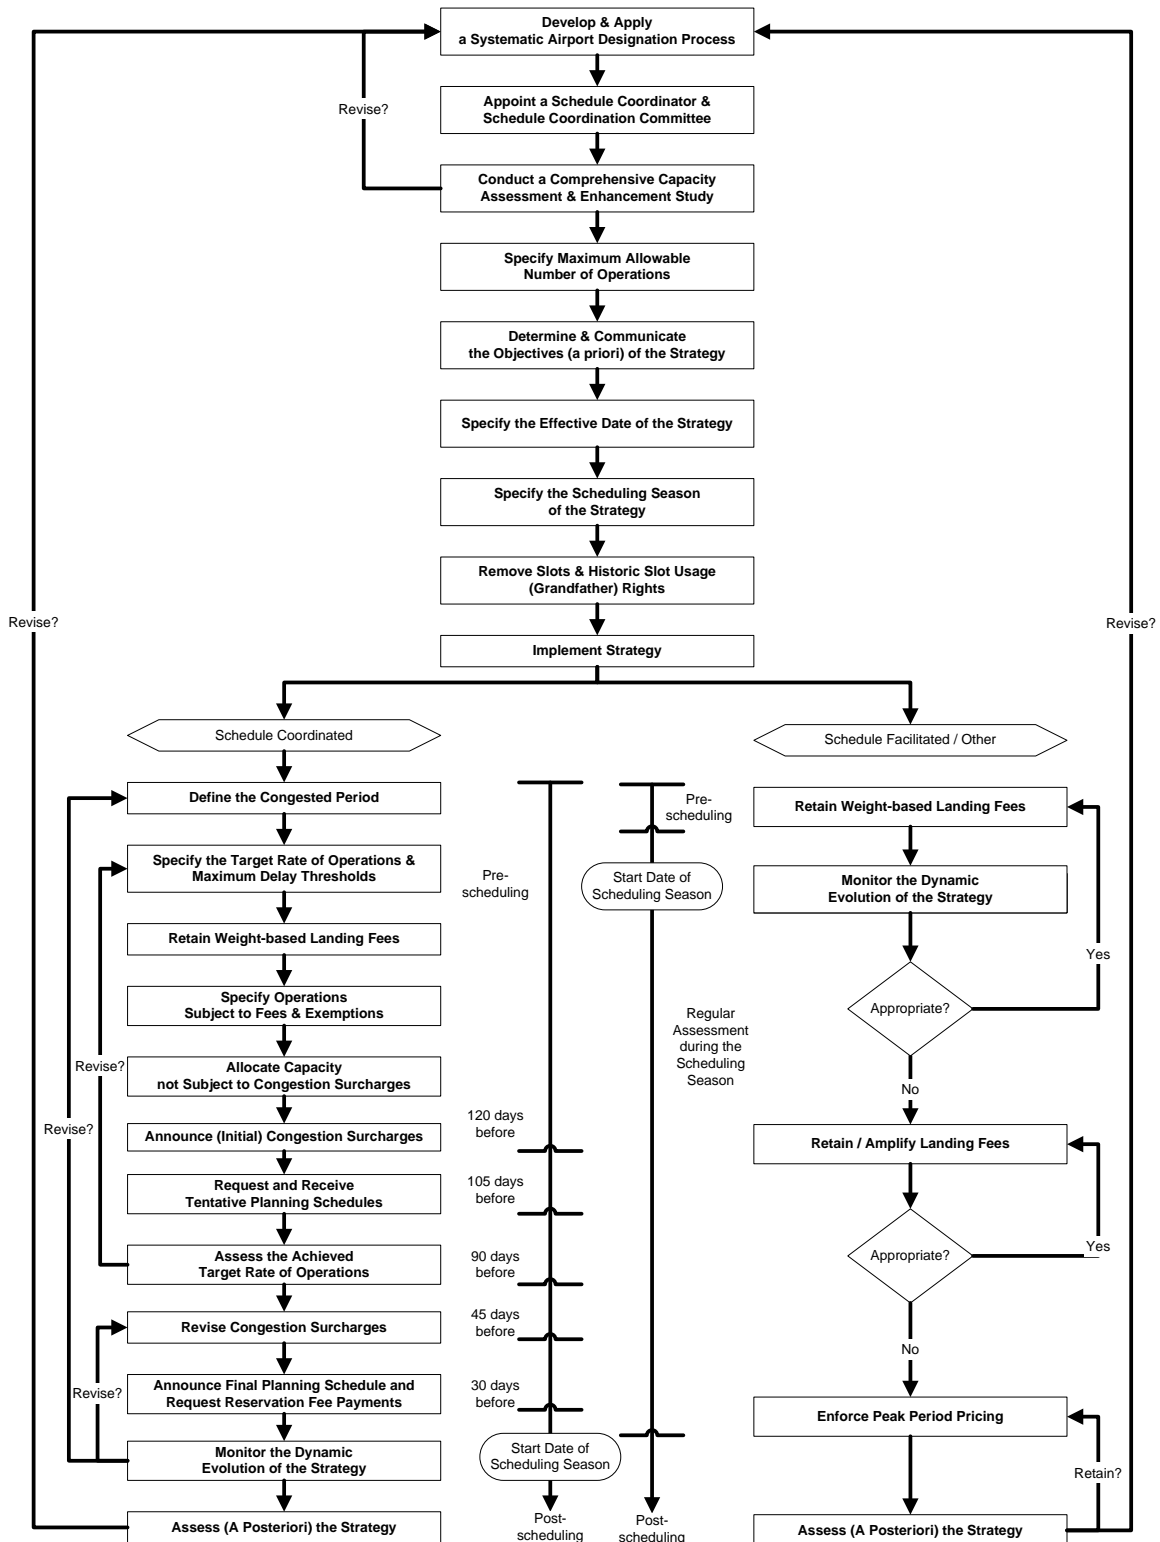 Develop & Apply
a Systematic Airport Designation Process
Revise?
Appoint a Schedule Coordinator &
Schedule Coordination Committee
Conduct a Comprehensive Capacity
Assessment & Enhancement Study
Specify Maximum Allowable
Number of Operations
Determine & Communicate
the Objectives (a priori) of the Strategy
Specify the Effective Date of the Strategy
Specify the Scheduling Season
of the Strategy
Remove Slots & Historic Slot Usage
(Grandfather) Rights
Revise?
Revise?
Implement Strategy
Schedule Coordinated
Define the Congested Period
Specify the Target Rate of Operations &
Maximum Delay Thresholds
Retain Weight-based Landing Fees
Specify Operations
Subject to Fees & Exemptions
Allocate Capacity
not Subject to Congestion Surcharges
Revise?
Revise?
Announce (Initial) Congestion Surcharges
Request and Receive
Tentative Planning Schedules
Assess the Achieved
Target Rate of Operations
Revise Congestion Surcharges
Revise?
Announce Final Planning Schedule and
Request Reservation Fee Payments
Monitor the Dynamic
Evolution of the Strategy
Assess (A Posteriori) the Strategy
Pre-
scheduling
120 days
before
105 days
before
90 days
before
45 days
before
30 days
before
Start Date of
Scheduling Season
Post-
scheduling
Pre-
scheduling
Start Date of
Scheduling Season
Regular
Assessment
during the
Scheduling
Season
Post-
scheduling
Schedule Facilitated / Other
Retain Weight-based Landing Fees
Monitor the Dynamic
Evolution of the Strategy
Yes
Appropriate?
No
Retain / Amplify Landing Fees
Appropriate?
Yes
No
Enforce Peak Period Pricing
Retain?
Assess (A Posteriori) the Strategy